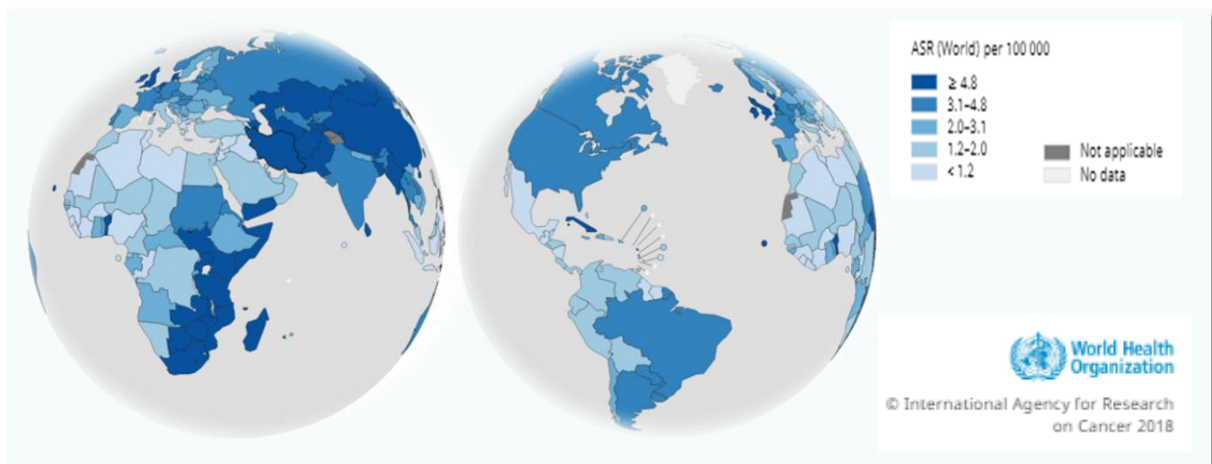 ASR (World) per 100 000
≥ 4.8
3.1–4.8
2.0–3.1
1.2–2.0
< 1.2
Not applicable
No data
World Health
Organization
© International Agency for Research
on Cancer 2018